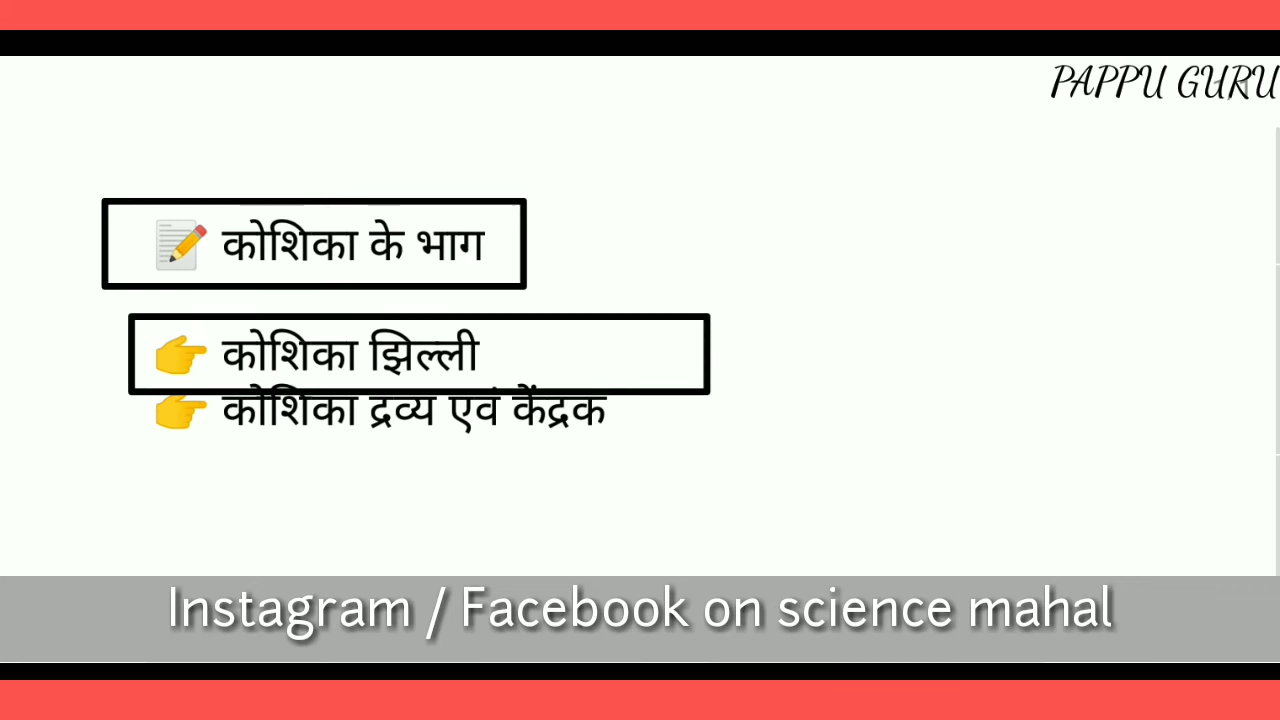 PAPPU GURU
📝 कोशिका के भाग
👉 कोशिका झिल्ली
👉 कोशिका द्रव्य एवं केंद्रक
Instagram / Facebook on science mahal